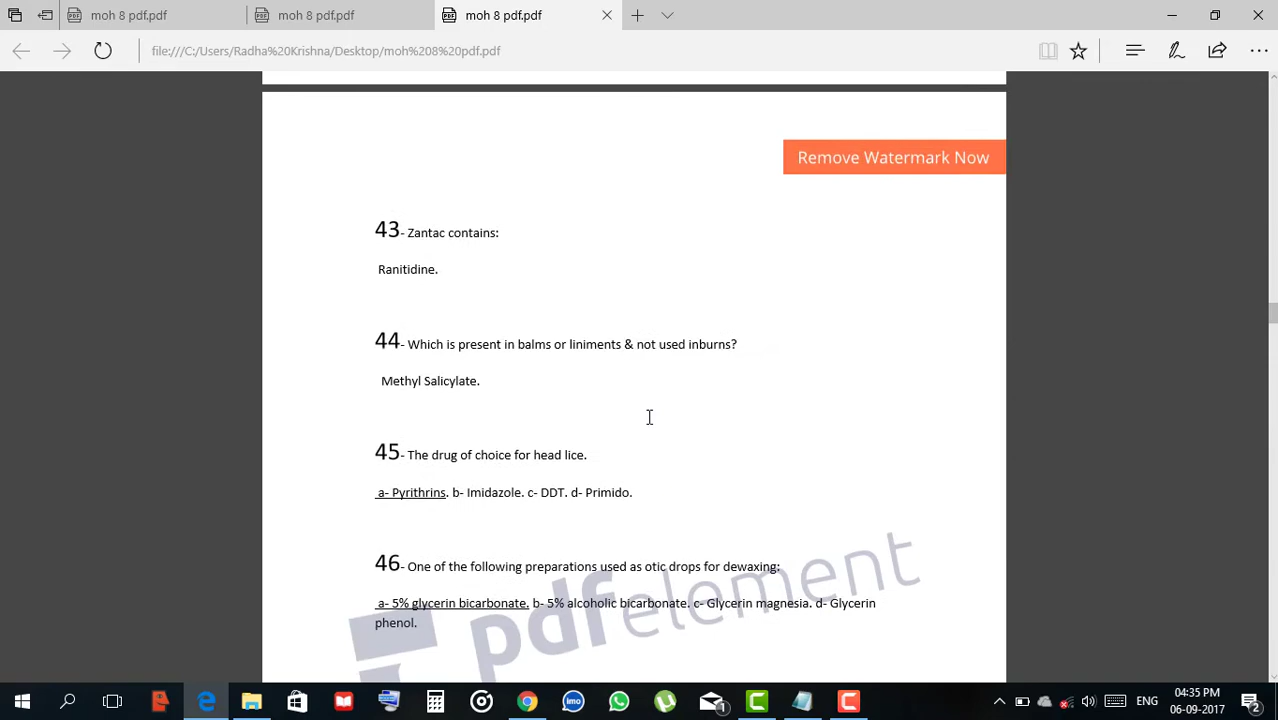 moh 8 pdf.pdf
moh 8 pdf.pdf
moh 8 pdf.pdf
file:///C:/Users/Radha%20Krishna/Desktop/moh%208%20pdf.pdf
Remove Watermark Now
43- Zantac contains:
Ranitidine.
44- Which is present in balms or liniments & not used inburns?
Methyl Salicylate.
45- The drug of choice for head lice.
a- Pyrithrins. b- Imidazole. c- DDT. d- Primido.
46- One of the following preparations used as otic drops for dewaxing:
a- 5% glycerin bicarbonate. b- 5% alcoholic bicarbonate. c- Glycerin magnesia. d- Glycerin
phenol.
pdfelement
imo
1
ENG
04:35 PM
06-09-2017
2